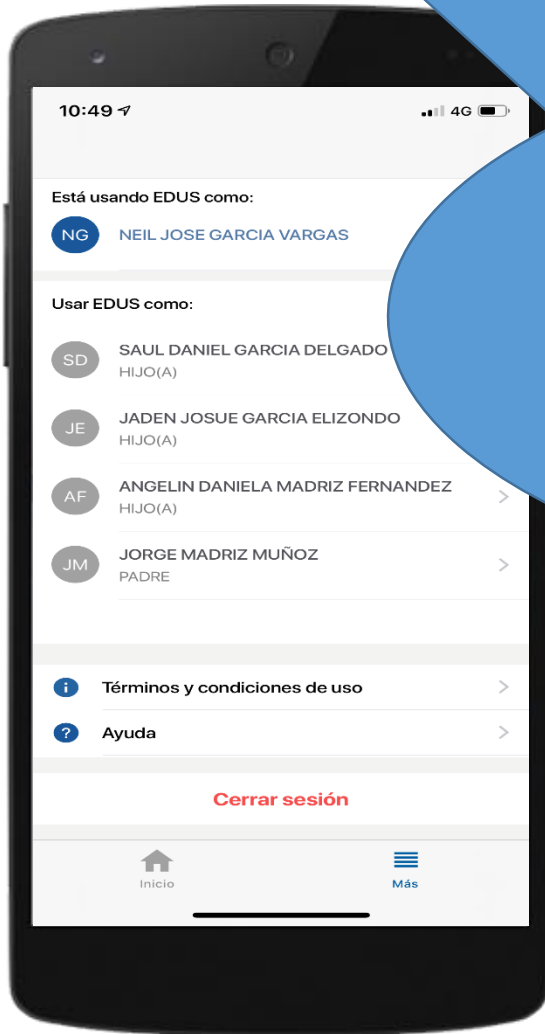 10:49
4G
Está usando EDUS como:
NG
NEIL JOSE GARCIA VARGAS
Usar EDUS como:
SD
SAUL DANIEL GARCIA DELGADO
HIJO(A)
JE
JADEN JOSUE GARCIA ELIZONDO
HIJO(A)
AF
ANGELIN DANIELA MADRIZ FERNANDEZ
HIJO(A)
JM
JORGE MADRIZ MUÑOZ
PADRE
Términos y condiciones de uso
Ayuda
Cerrar sesión
Inicio
Más